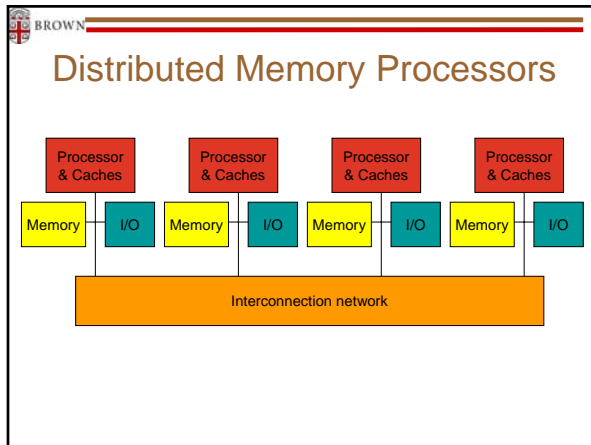 BROWN
Distributed Memory Processors
Processor
& Caches
Processor
& Caches
Processor
& Caches
Processor
& Caches
Memory
I/O
Memory
I/O
Memory
I/O
Memory
I/O
Interconnection network